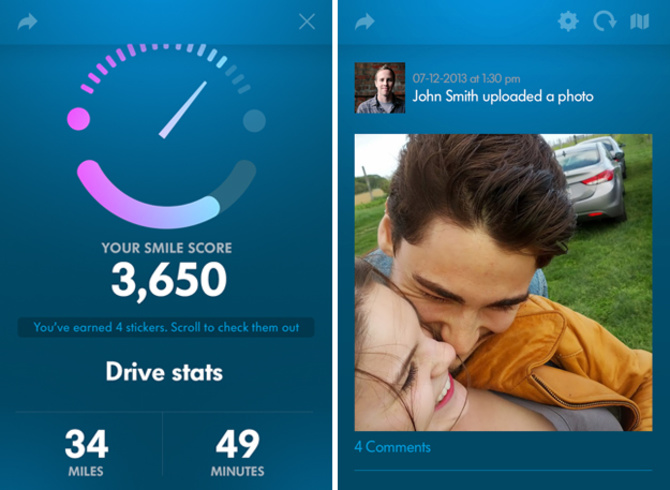 YOUR SMILE SCORE
3,650
You've earned 4 stickers. Scroll to check them out
Drive stats
34
MILES
49
MINUTES
07-12-2013 at 1:30 pm
John Smith uploaded a photo
4 Comments